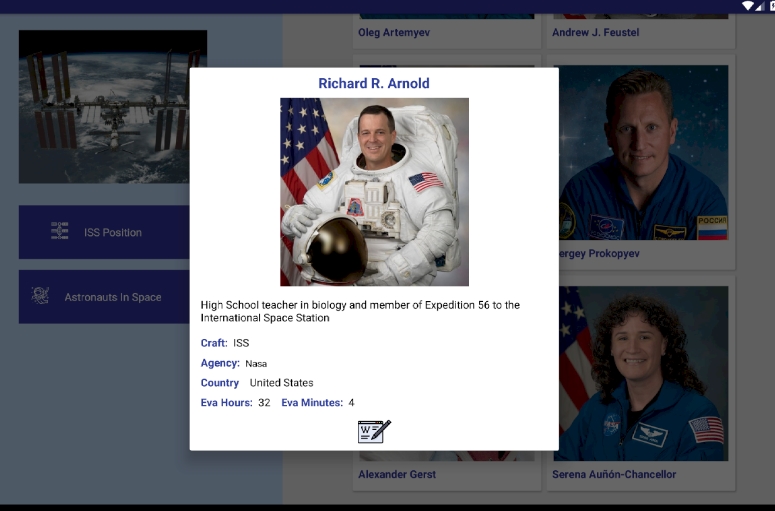 Oleg Artemyev
Andrew J. Feustel
Richard R. Arnold
ISS Position
Astronauts In Space
РОССИЯ
ergey Prokopyev
High School teacher in biology and member of Expedition 56 to the
International Space Station
Craft: ISS
Agency: Nasa
Country United States
Eva Hours: 32 Eva Minutes: 4
W
Alexander Gerst
Serena Auñón-Chancellor